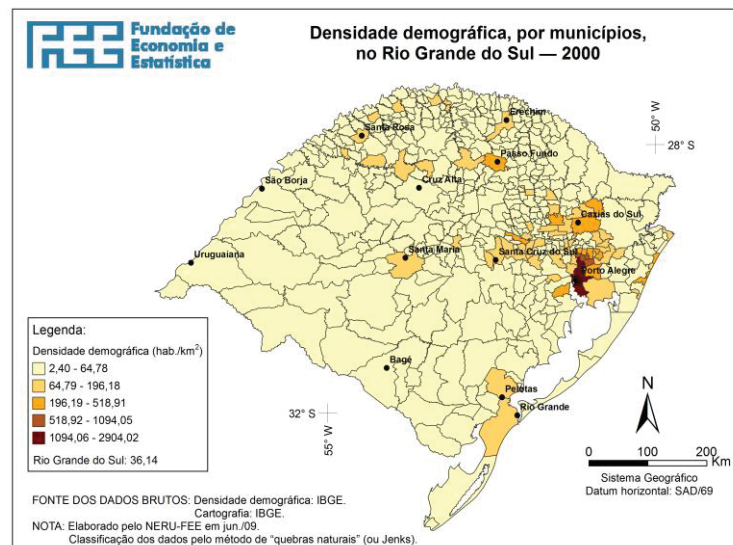 FEE
Fundação de
Economia e
Estatística
Densidade demográfica, por municípios,
no Rio Grande do Sul — 2000
50° W
28° S
Erechim
Santa Rosa
Passo Fundo
São Borja
Cruz Alta
Caxias do Sul
Santa Maria
Santa Cruz do Sul
Uruguaiana
Porto Alegre
Bagé
Pelotas
Rio Grande
32° S
55° W
Legenda:
Densidade demográfica (hab./km²)
2,40 - 64,78
64,79 - 196,18
196,19 - 518,91
518,92 - 1094,05
1094,06 - 2904,02
Rio Grande do Sul: 36,14
N
0 100 200
Km
Sistema Geográfico
Datum horizontal: SAD/69
FONTE DOS DADOS BRUTOS: Densidade demográfica: IBGE.
Cartografia: IBGE.
NOTA: Elaborado pelo NERU-FEE em jun./09.
Classificação dos dados pelo método de “quebras naturais” (ou Jenks).